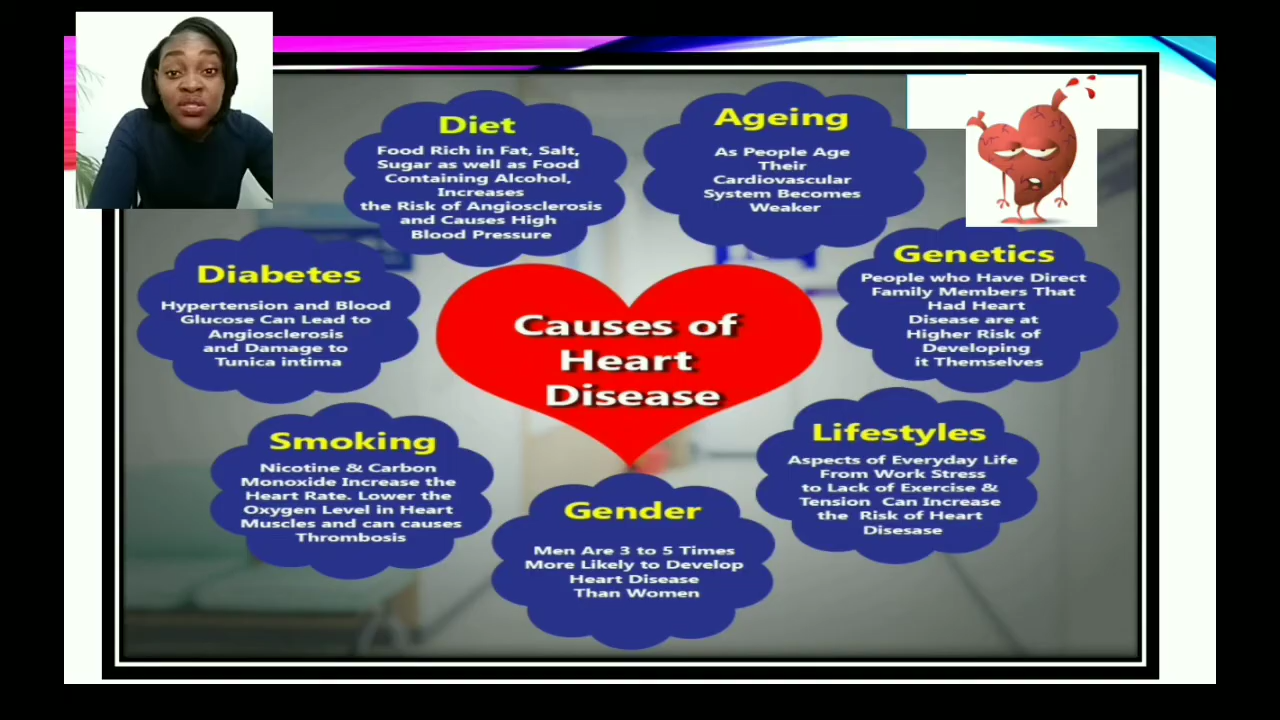 Diet
Food Rich in Fat, Salt,
Sugar as well as Food
Containing Alcohol,
Increases
the Risk of Angiosclerosis
and Causes High
Blood Pressure
Ageing
As People Age
Their
Cardiovascular
System Becomes
Weaker
Diabetes
Hypertension and Blood
Glucose Can Lead to
Angiosclerosis
and Damage to
Tunica intima
Causes of
Heart
Disease
Genetics
People who Have Direct
Family Members That
Had Heart
Disease are at
Higher Risk of
Developing
it Themselves
Smoking
Nicotine & Carbon
Monoxide Increase the
Heart Rate. Lower the
Oxygen Level in Heart
Muscles and can causes
Thrombosis
Gender
Men Are 3 to 5 Times
More Likely to Develop
Heart Disease
Than Women
Lifestyles
Aspects of Everyday Life
From Work Stress
to Lack of Exercise &
Tension Can Increase
the Risk of Heart
Disesase